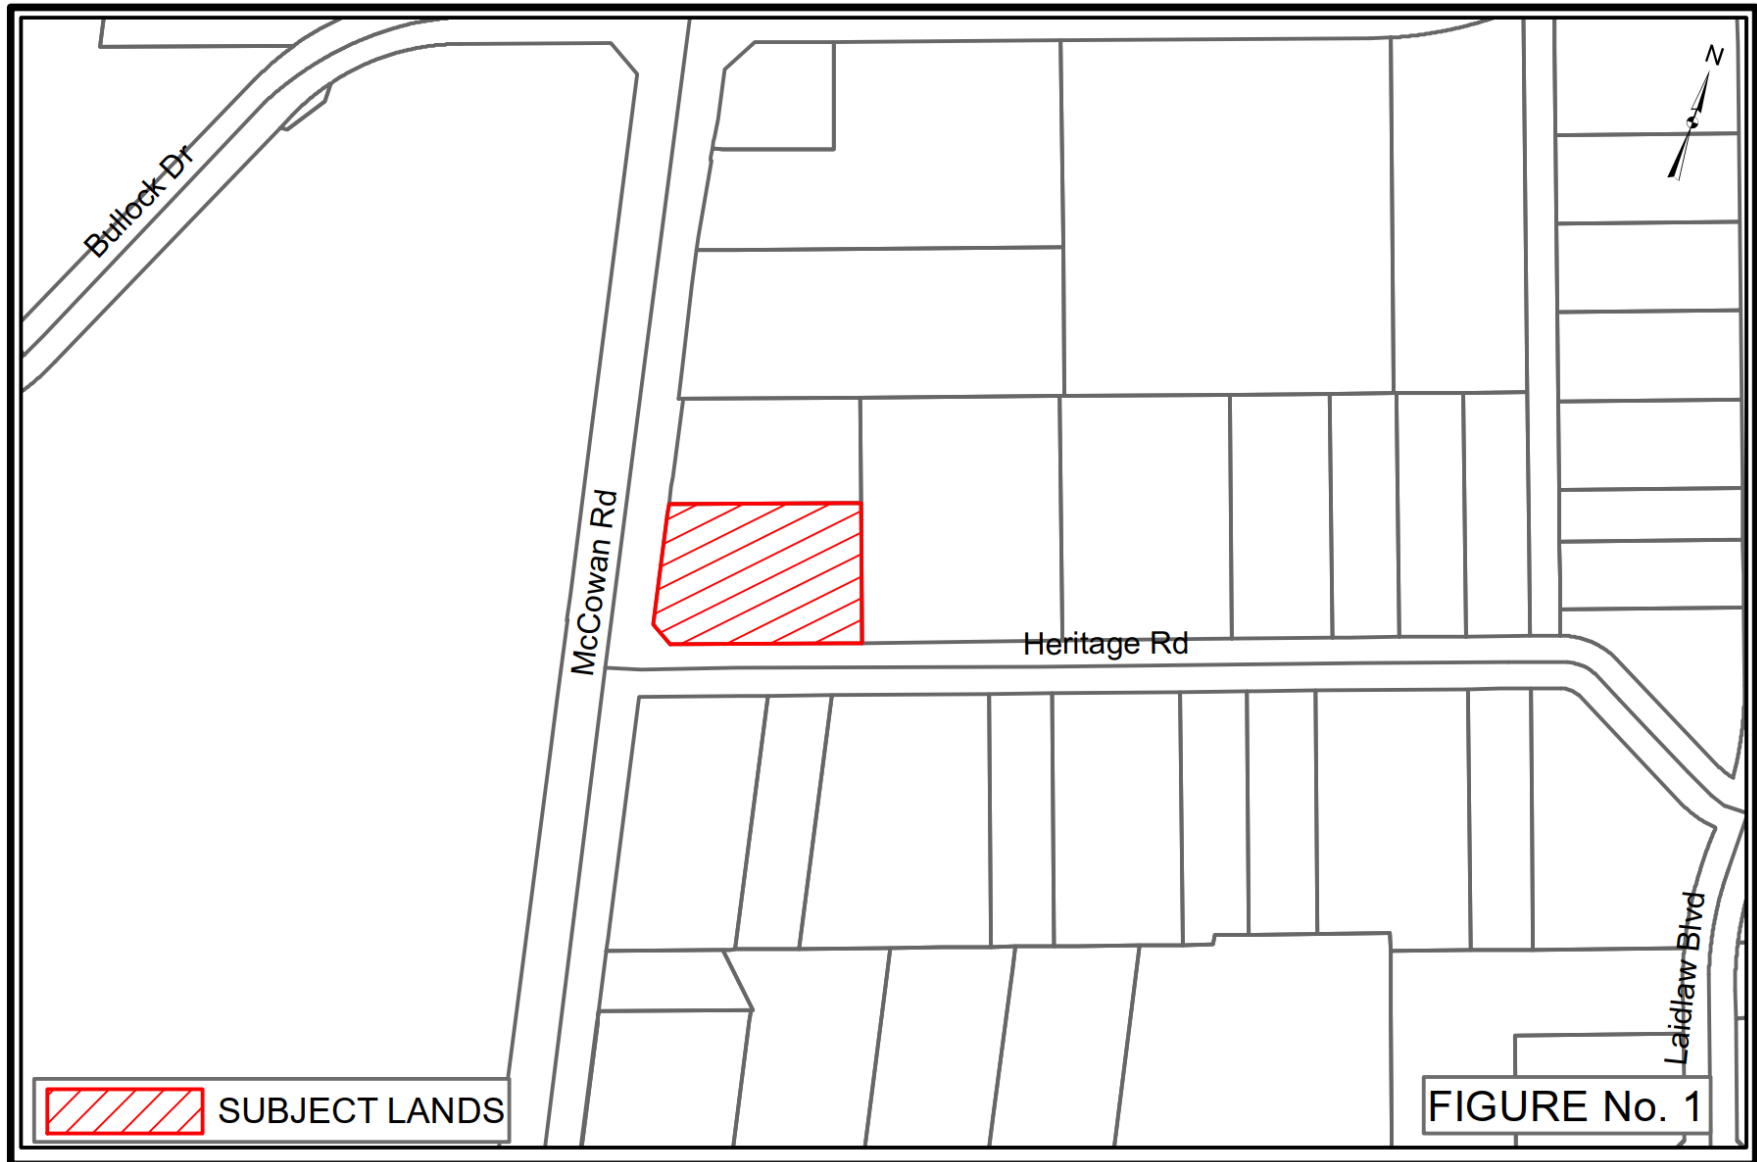 N
Bullock Dr
McCowan Rd
Heritage Rd
Laidlaw Blvd
SUBJECT LANDS
FIGURE No. 1